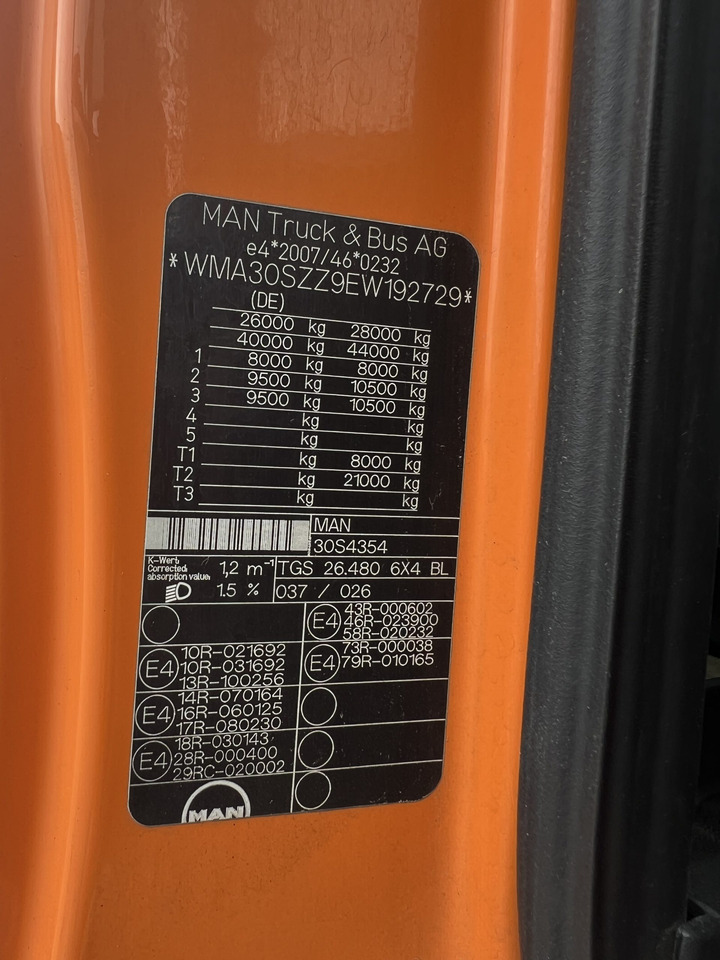 MAN Truck & Bus AG
e4*2007/46*0232
*WMA30SZZ9EW192729*
(DE)
26000 kg 28000 kg
40000 kg 44000 kg
1 8000 kg 8000 kg
2 9500 kg 10500 kg
3 9500 kg 10500 kg
4 kg kg
5 kg kg
T1 kg 8000 kg
T2 kg 21000 kg
T3 kg kg
MAN
30S4354
K-Wert:
Corrected
absorption value:
1,2 m⁻¹
TGS 26.480 6X4 BL
1.5 %
037 / 026
E4
43R-000602
46R-023900
58R-020232
E4
10R-021692
10R-031692
13R-100256
E4
73R-000038
79R-010165
E4
14R-070164
16R-060125
17R-080230
E4
18R-030143
28R-000400
29RC-020002
MAN